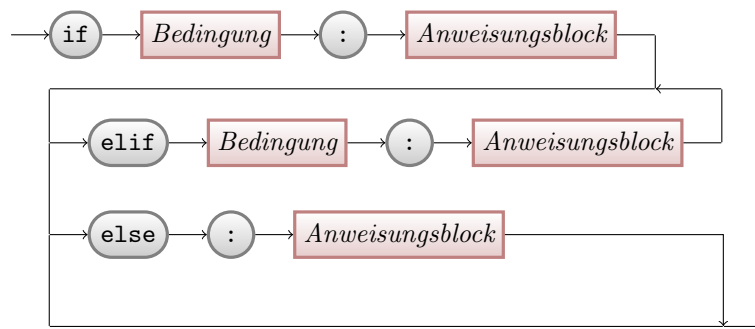 if Bedingung : Anweisungsblock
elif Bedingung : Anweisungsblock
else : Anweisungsblock